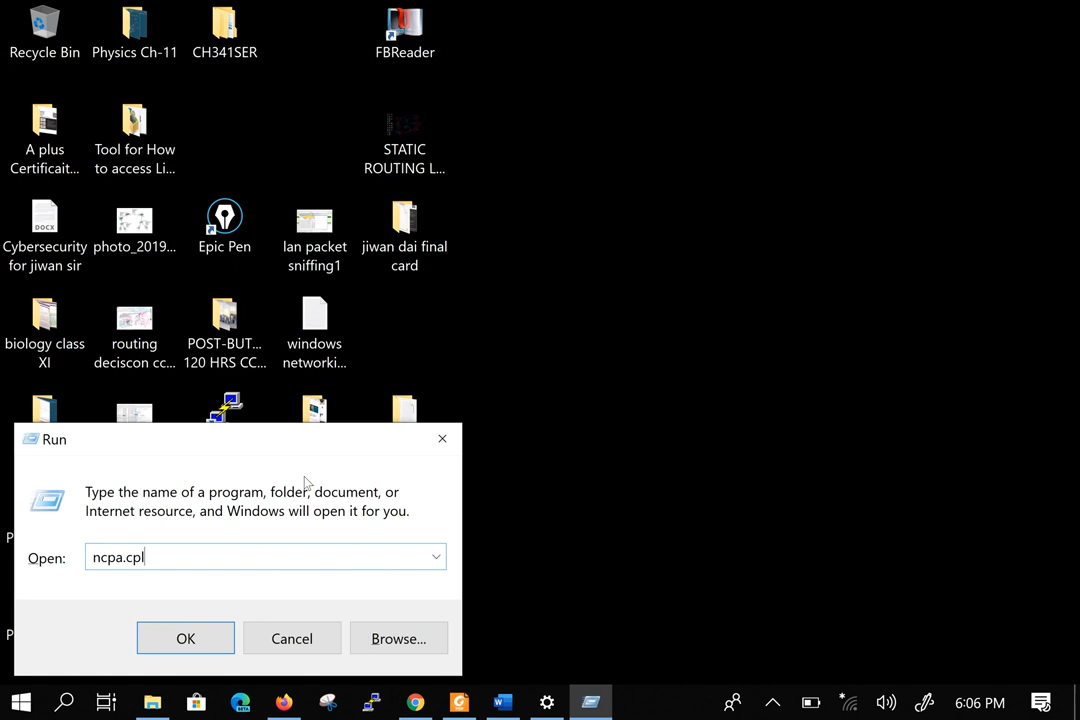 Recycle Bin
Physics Ch-11
CH341SER
FBReader
A plus
Certificait...
Tool for How
to access Li...
STATIC
ROUTING L...
DOCX
Cybersecurity
for jiwan sir
photo_2019...
Epic Pen
lan packet
sniffing1
jiwan dai final
card
biology class
XI
routing
deciscon cc...
POST-BUT...
120 HRS CC...
windows
networki...
Run
Type the name of a program, folder, document, or
Internet resource, and Windows will open it for you.
Open:
ncpa.cpl
OK
Cancel
Browse...
P
P
BETA
6:06 PM